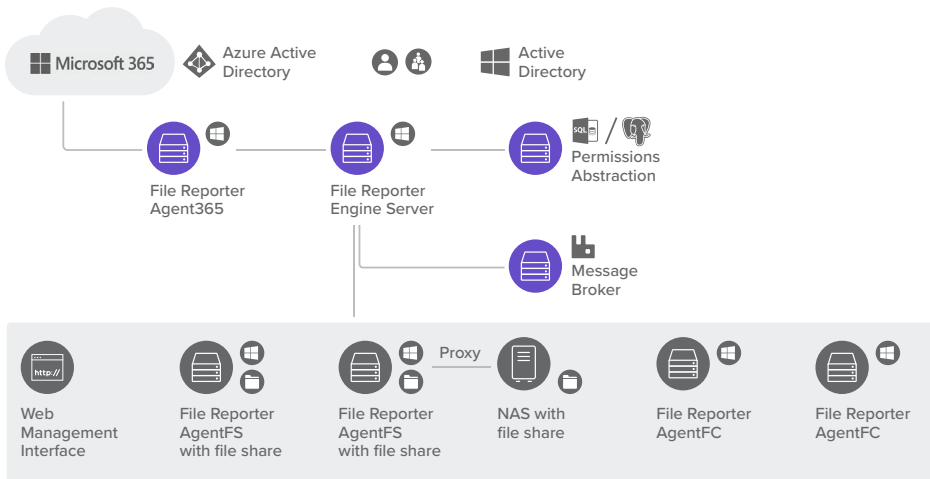 Microsoft 365
Azure Active
Directory
Active
Directory
SQL
/
Permissions
Abstraction
File Reporter
Agent365
File Reporter
Engine Server
Message
Broker
http://
Web
Management
Interface
File Reporter
AgentFS
with file share
File Reporter
AgentFS
with file share
Proxy
NAS with
file share
File Reporter
AgentFC
File Reporter
AgentFC